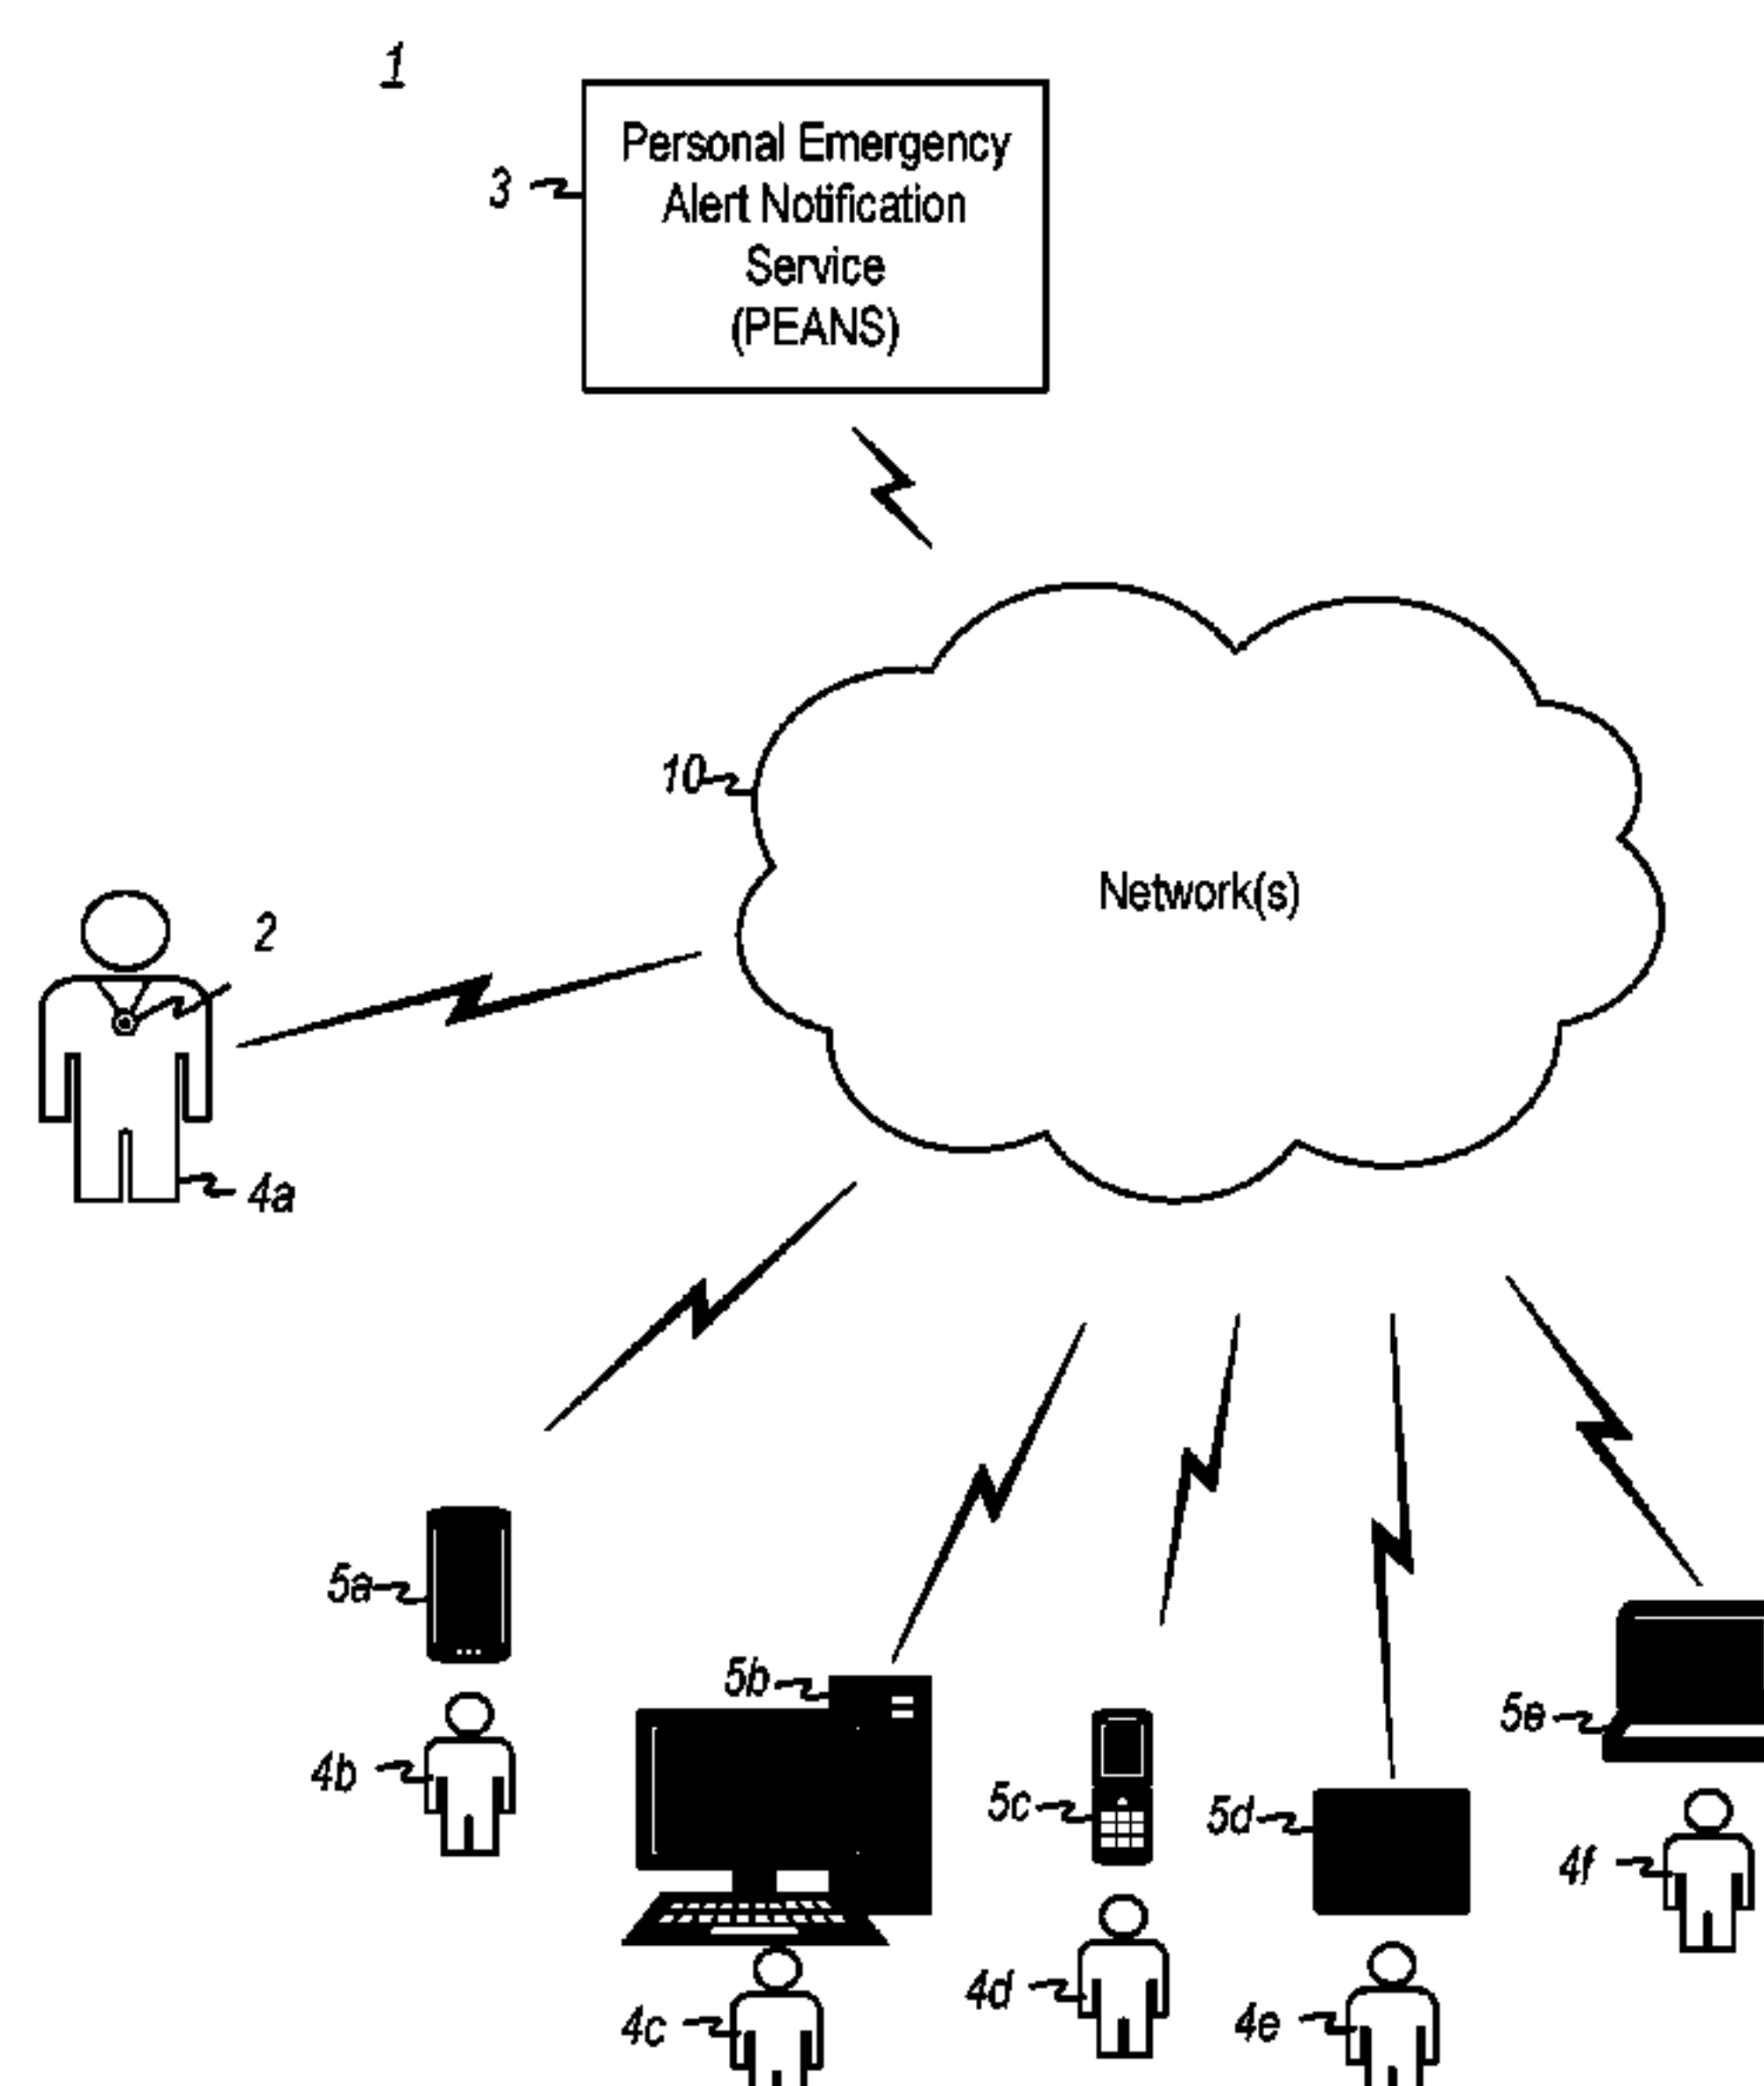 1
Personal Emergency
Alert Notification
Service
(PEANS)
3
10
Network(s)
2
4a
5a
5b
5e
4b
5c
5d
4f
4d
4c
4e